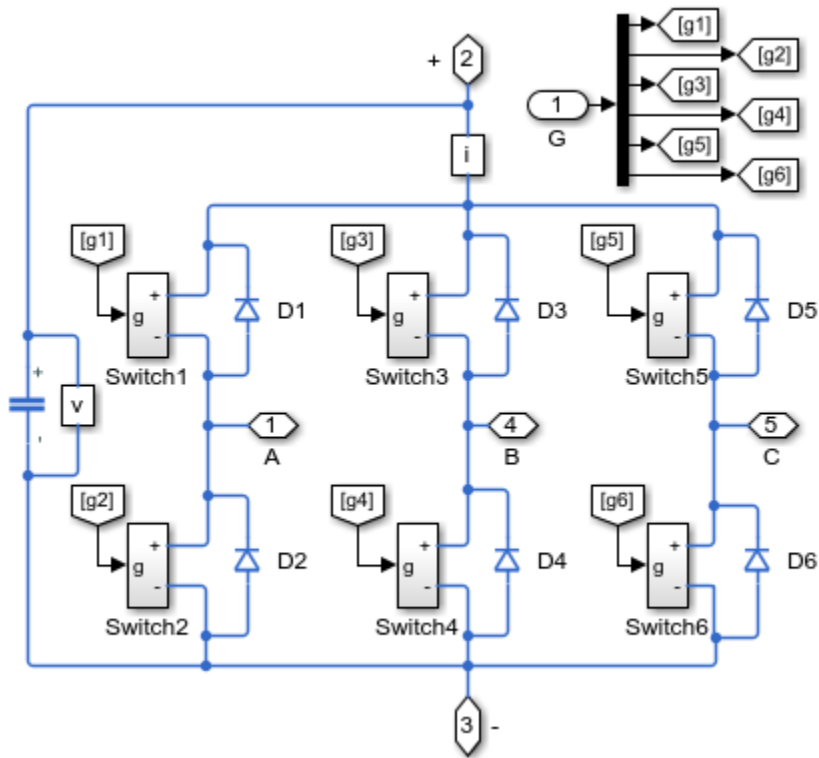 + 2
[g1]
[g2]
1 [g3]
G [g4]
[g5]
[g6]
i
[g1] [g3] [g5]
+ + +
g D1 g D3 g D5
- - -
Switch1 Switch3 Switch5
+
v
-
1 4 5
A B C
[g2] [g4] [g6]
+ + +
g D2 g D4 g D6
- - -
Switch2 Switch4 Switch6
3 -